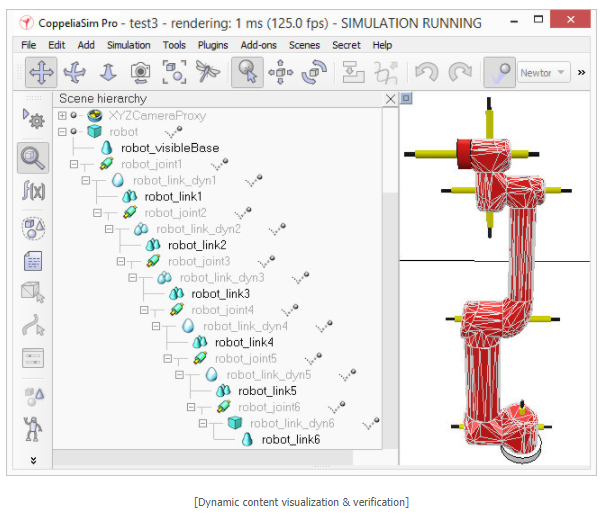 CoppeliaSim Pro - test3 - rendering: 1 ms (125.0 fps) - SIMULATION RUNNING
File Edit Add Simulation Tools Plugins Add-ons Scenes Secret Help
Newtor
Scene hierarchy
XYZCameraProxy
robot
robot_visibleBase
robot_joint1
robot_link_dyn1
robot_link1
robot_joint2
robot_link_dyn2
robot_link2
robot_joint3
robot_link_dyn3
robot_link3
robot_joint4
robot_link_dyn4
robot_link4
robot_joint5
robot_link_dyn5
robot_link5
robot_joint6
robot_link_dyn6
robot_link6
f(x)
[Dynamic content visualization & verification]